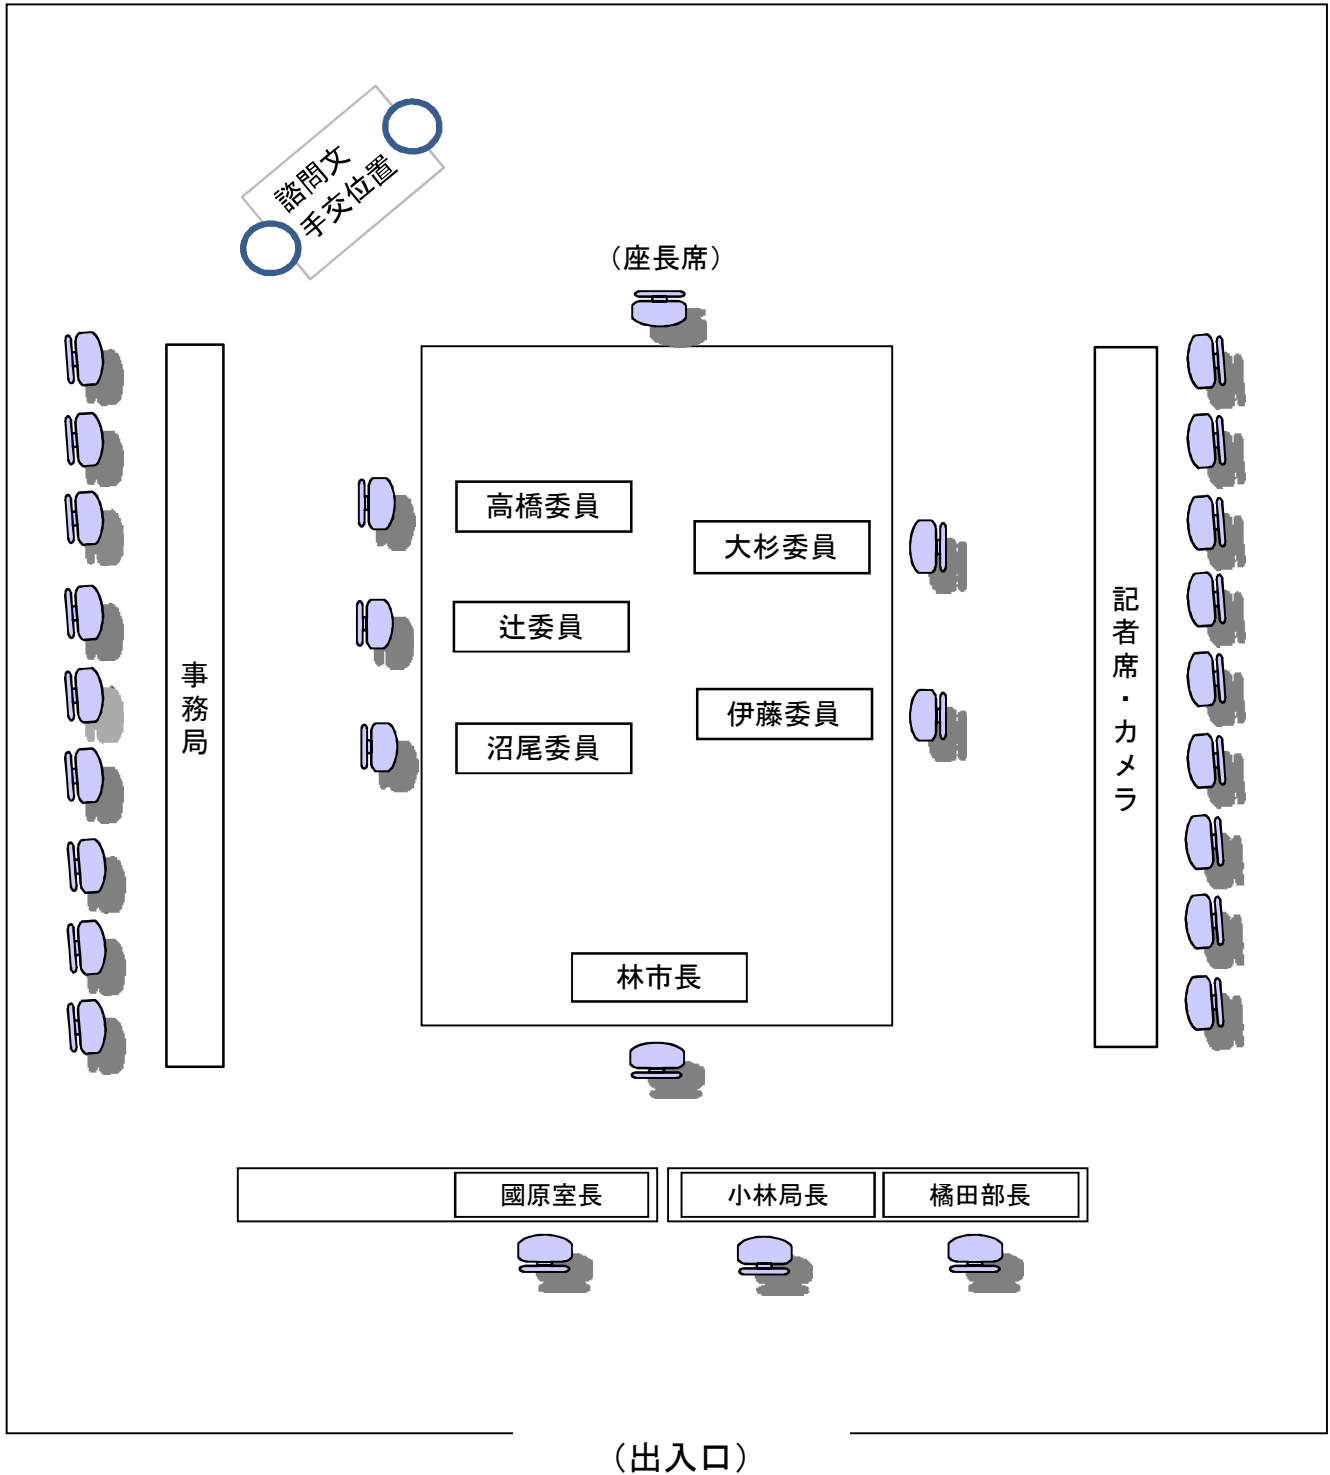 諮問文
手交位置
（座長席）
高橋委員
大杉委員
辻委員
伊藤委員
沼尾委員
事務局
記者席・カメラ
林市長
國原室長
小林局長
橘田部長
（出入口）